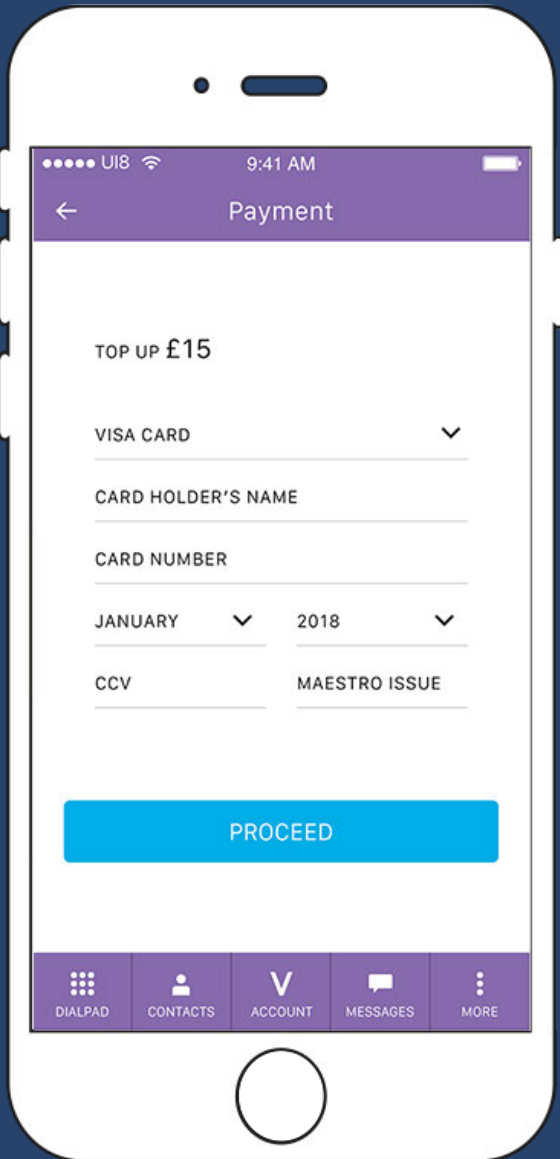 UI8 9:41 AM
Payment
TOP UP £15
VISA CARD
CARD HOLDER'S NAME
CARD NUMBER
JANUARY 2018
CCV MAESTRO ISSUE
PROCEED
V
DIALPAD CONTACTS ACCOUNT MESSAGES MORE